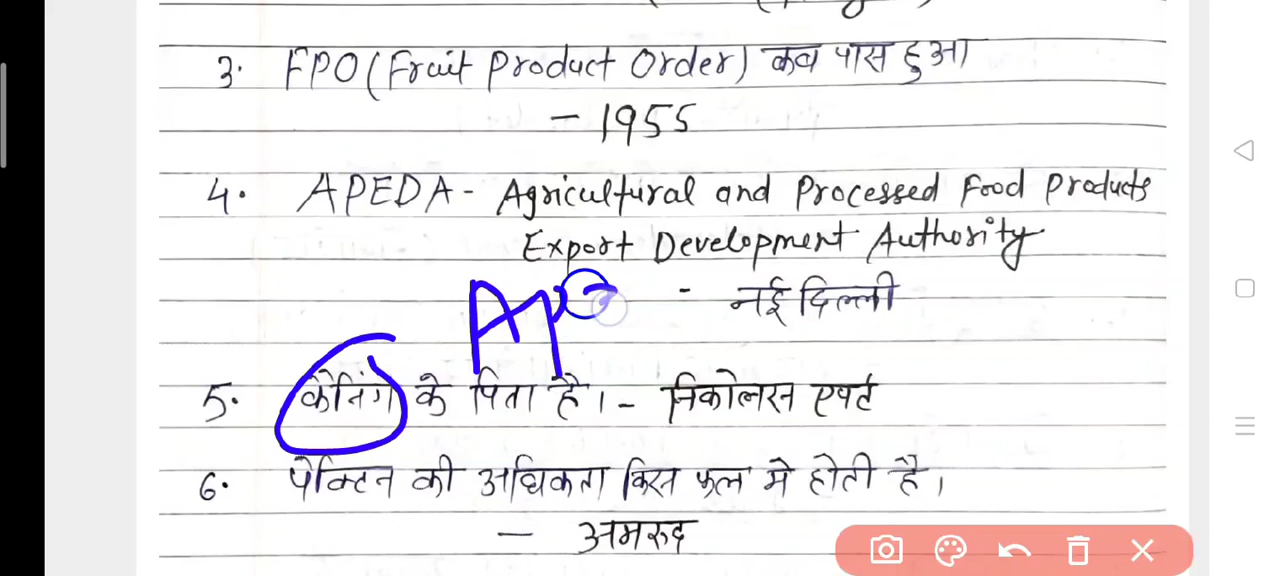 3. FPO (Fruit Product Order) कब पास हुआ
– 1955
4. APEDA - Agricultural and Processed Food Products
Export Development Authority
- नई दिल्ली
Ap
5. कैनिंग के पिता है। – निकोलस एपर्ट
6. पेक्टिन की अधिकता किस फल मे होती है।
— अमरुद